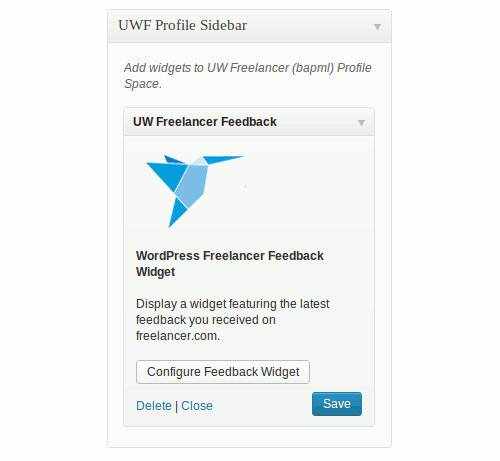 UWF Profile Sidebar
Add widgets to UW Freelancer (bapml) Profile
Space.
UW Freelancer Feedback
WordPress Freelancer Feedback
Widget
Display a widget featuring the latest
feedback you received on
freelancer.com.
Configure Feedback Widget
Delete | Close
Save